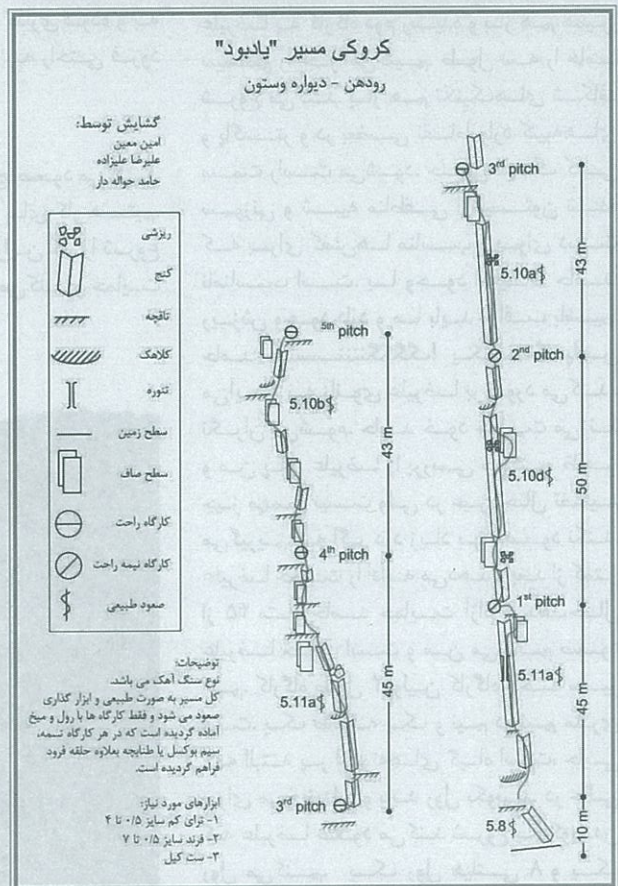 کروکی مسیر "یادبود"
رودهن - دیواره وستون
گشایش توسط:
امین معین
علیرضا علیزاده
حامد حواله دار
ریزشی
کنج
تاقچه
کلاهک
تنوره
سطح زمین
سطح صاف
کارگاه راحت
کارگاه نیمه راحت
صعود طبیعی
توضیحات:
نوع سنگ آهک می باشد.
کل مسیر به صورت طبیعی و ابزار گذاری
صعود می شود و فقط کارگاه ها با رول و میخ
آماده گردیده است که در هر کارگاه تسمه،
سیم بوکسل یا طنابچه بعلاوه حلقه فرود
فراهم گردیده است.
ابزارهای مورد نیاز:
۱- ترای کم سایز ۰/۵ تا ۴
۲- فرند سایز ۰/۵ تا ۷
۳- ست کیل
5th pitch
5.10b
43 m
4th pitch
45 m
5.11a
3rd pitch
3rd pitch
43 m
5.10a
2nd pitch
50 m
5.10d
1st pitch
45 m
5.11a
5.8
10 m